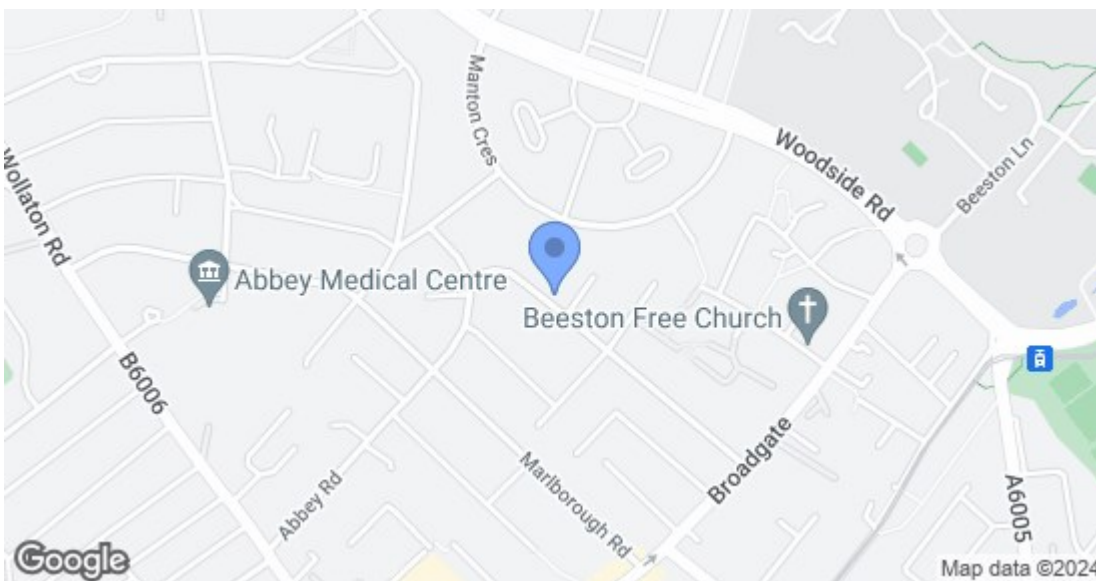 Manton Cres
Woodside Rd
Beeston Ln
Wollaton Rd
Abbey Medical Centre
Beeston Free Church
B6006
Broadgate
Marlborough Rd
Abbey Rd
A6005
Google
Map data ©2024